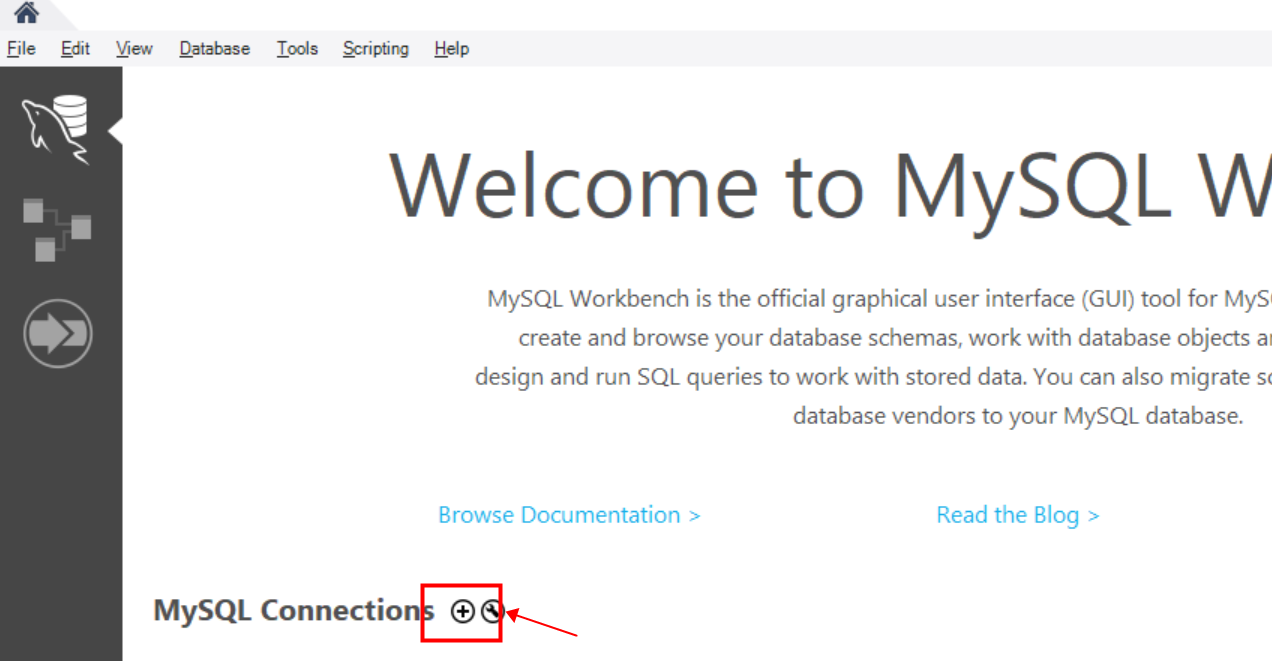 File Edit View Database Tools Scripting Help
Welcome to MySQL W
MySQL Workbench is the official graphical user interface (GUI) tool for MyS
create and browse your database schemas, work with database objects a
design and run SQL queries to work with stored data. You can also migrate s
database vendors to your MySQL database.
Browse Documentation > Read the Blog >
MySQL Connections